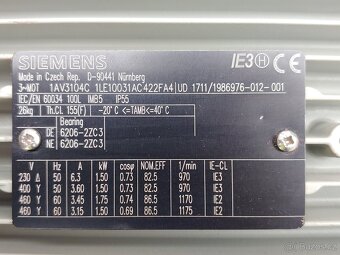 SIEMENS IE3 H CE
Made in Czech Rep. D-90441 Nürnberg
3~MOT 1AV3104C 1LE10031AC422FA4 UD 1711/1986976-012-001
IEC/EN 60034 100L IMB5 IP55
26kg Th.Cl. 155(F) -20°C <=TAMB<=40°C
Bearing
DE 6206-2ZC3
NE 6206-2ZC3
V Hz A kW cosφ NOM.EFF 1/min IE-CL
230 Δ 50 6.3 1.50 0.73 82.5 970 IE3
400 Y 50 3.60 1.50 0.73 82.5 970 IE3
460 Y 60 3.45 1.75 0.74 86.5 1170 IE2
460 Y 60 3.15 1.50 0.69 86.5 1175 IE2